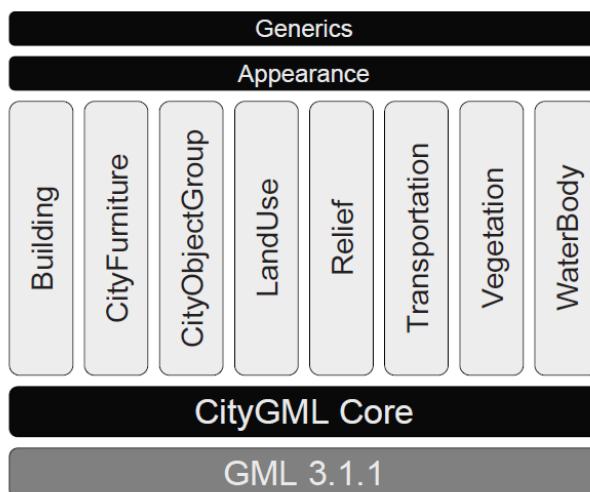 Generics
Appearance
Building
CityFurniture
CityObjectGroup
LandUse
Relief
Transportation
Vegetation
WaterBody
CityGML Core
GML 3.1.1